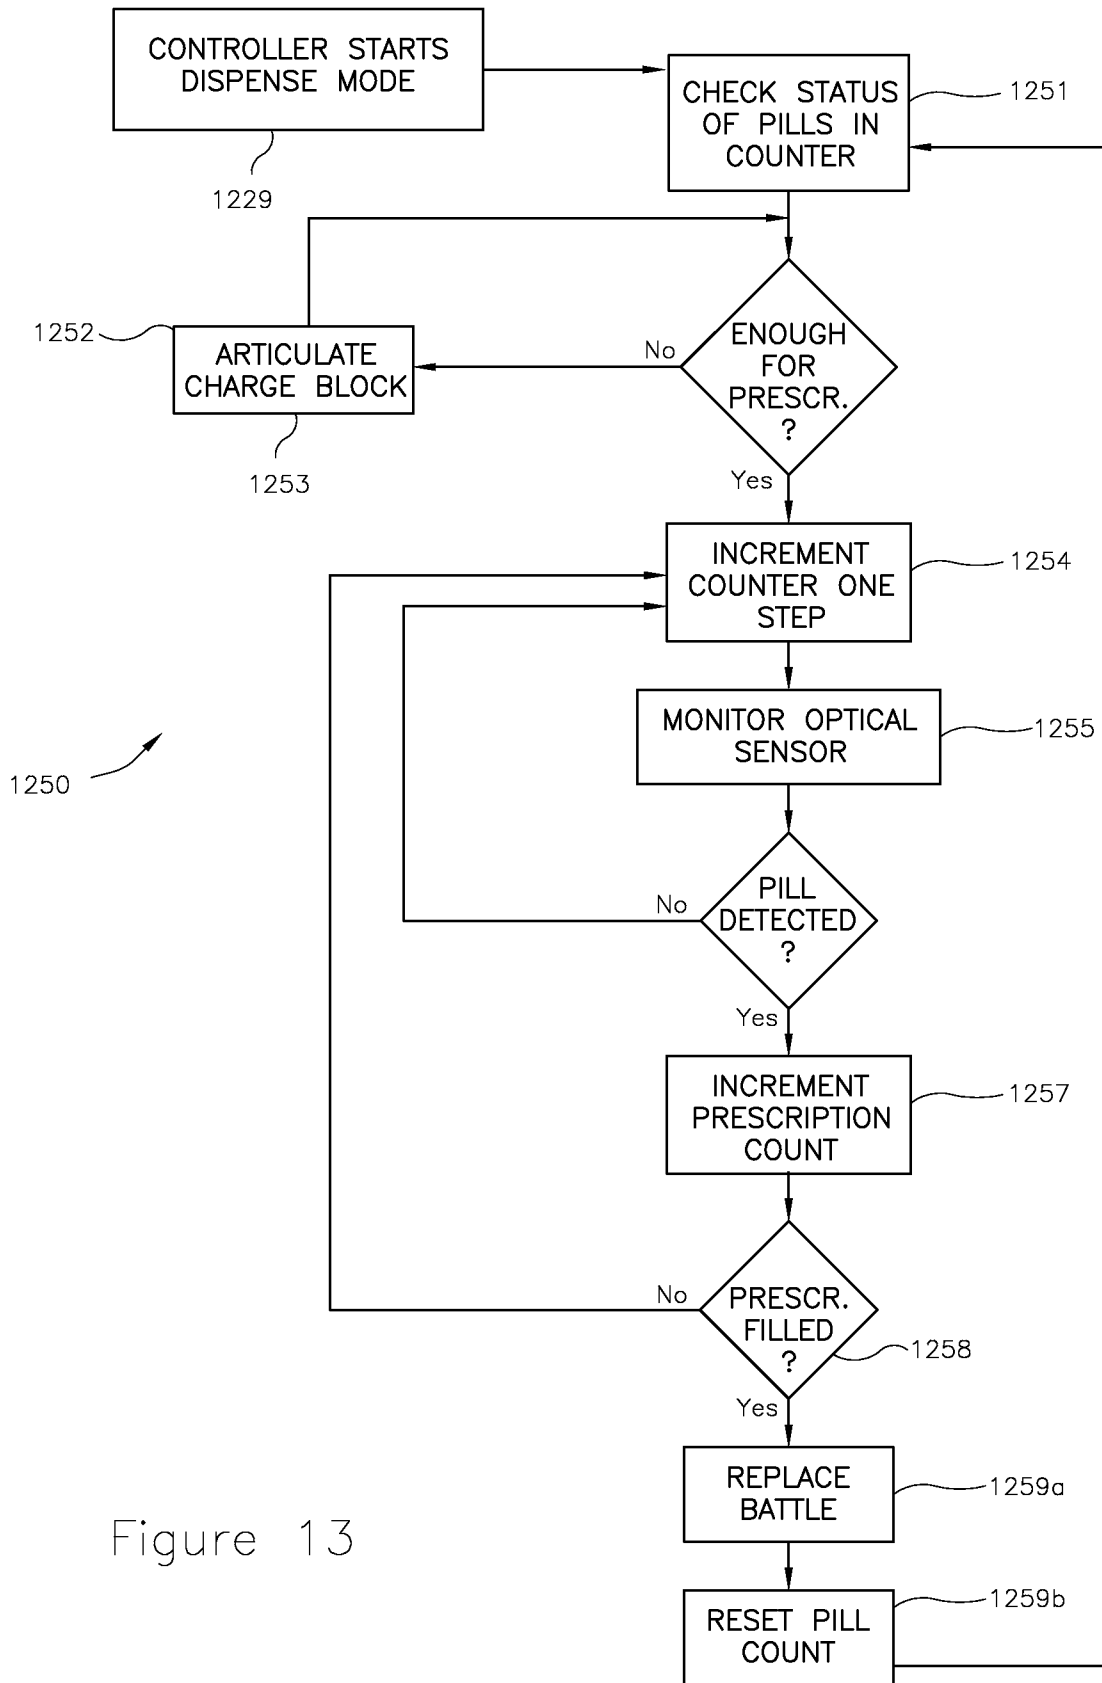 CONTROLLER STARTS
DISPENSE MODE
1229
CHECK STATUS
OF PILLS IN
COUNTER
1251
1252
ARTICULATE
CHARGE BLOCK
1253
No
ENOUGH
FOR
PRESCR.
?
Yes
INCREMENT
COUNTER ONE
STEP
1254
MONITOR OPTICAL
SENSOR
1255
1250
No
PILL
DETECTED
?
Yes
INCREMENT
PRESCRIPTION
COUNT
1257
No
PRESCR.
FILLED
?
1258
Yes
REPLACE
BATTLE
1259a
RESET PILL
COUNT
1259b
Figure 13